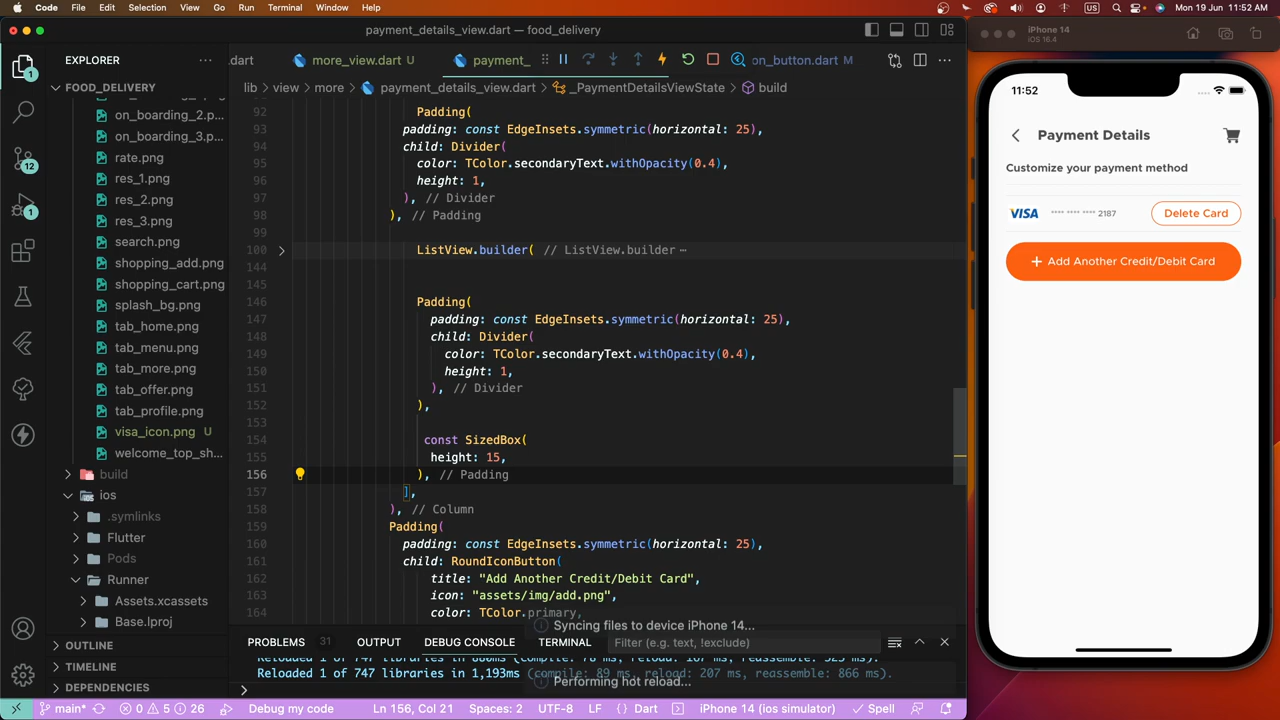 Code File Edit Selection View Go Run Terminal Window Help
US Mon 19 Jun 11:52 AM
payment_details_view.dart — food_delivery
EXPLORER
.dart more_view.dart U payment_ on_button.dart M
lib > view > more > payment_details_view.dart > _PaymentDetailsViewState > build
FOOD_DELIVERY
on_boarding_2.p...
on_boarding_3.p...
rate.png
res_1.png
res_2.png
res_3.png
search.png
shopping_add.png
shopping_cart.png
splash_bg.png
tab_home.png
tab_menu.png
tab_more.png
tab_offer.png
tab_profile.png
visa_icon.png U
welcome_top_sh...
build
ios
.symlinks
Flutter
Pods
Runner
Assets.xcassets
Base.lproj
OUTLINE
TIMELINE
DEPENDENCIES
1
12
1
92 Padding(
93 padding: const EdgeInsets.symmetric(horizontal: 25),
94 child: Divider(
95 color: TColor.secondaryText.withOpacity(0.4),
96 height: 1,
97 ), // Divider
98 ), // Padding
99
100 ListView.builder( // ListView.builder ⋯
144
145
146 Padding(
147 padding: const EdgeInsets.symmetric(horizontal: 25),
148 child: Divider(
149 color: TColor.secondaryText.withOpacity(0.4),
150 height: 1,
151 ), // Divider
152 ),
153
154 const SizedBox(
155 height: 15,
156 ), // Padding
157 ],
158 ), // Column
159 Padding(
160 padding: const EdgeInsets.symmetric(horizontal: 25),
161 child: RoundIconButton(
162 title: "Add Another Credit/Debit Card",
163 icon: "assets/img/add.png",
164 color: TColor.primary,
Syncing files to device iPhone 14...
PROBLEMS 31 OUTPUT DEBUG CONSOLE TERMINAL Filter (e.g. text, !exclude)
Reloaded 1 of 747 libraries in 1,193ms (compile: 89 ms, reload: 207 ms, reassemble: 866 ms).
Performing hot reload...
main* 0 5 26 Debug my code Ln 156, Col 21 Spaces: 2 UTF-8 LF {} Dart iPhone 14 (ios simulator) Spell
iPhone 14
iOS 16.4
11:52
Payment Details
Customize your payment method
VISA **** **** **** 2187 Delete Card
+ Add Another Credit/Debit Card